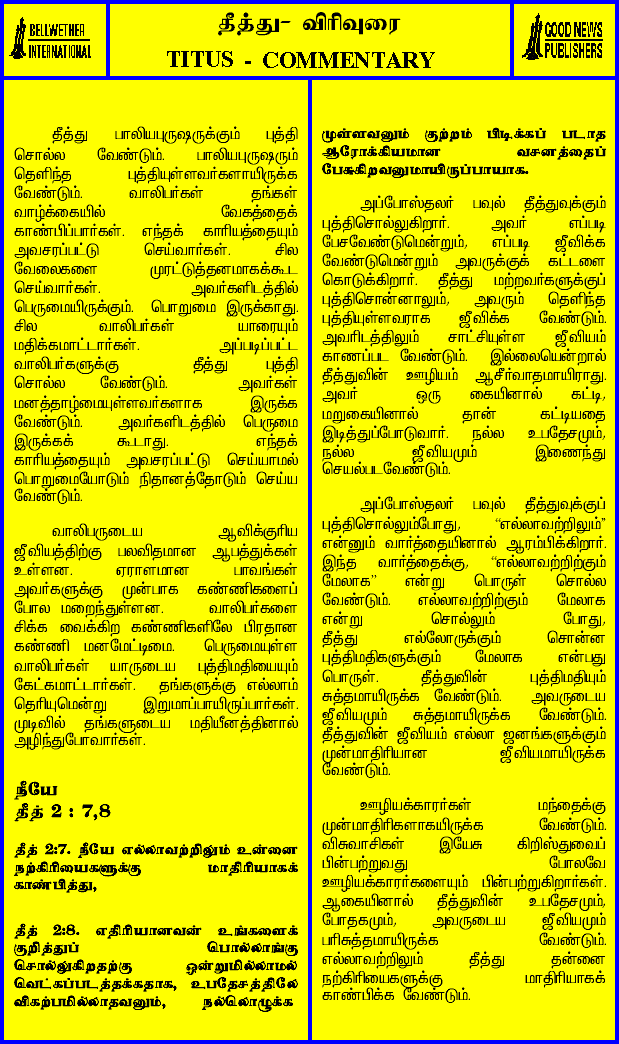 BELLWETHER
INTERNATIONAL
தீத்து- விரிவுரை
TITUS - COMMENTARY
GOOD NEWS
PUBLISHERS
தீத்து பாலியபுருஷருக்கும் புத்தி
சொல்ல வேண்டும். பாலியபுருஷரும்
தெளிந்த புத்தியுள்ளவர்களாயிருக்க
வேண்டும். வாலிபர்கள் தங்கள்
வாழ்க்கையில் வேகத்தைக்
காண்பிப்பார்கள். எந்தக் காரியத்தையும்
அவசரப்பட்டு செய்வார்கள். சில
வேலைகளை முரட்டுத்தனமாகக்கூட
செய்வார்கள். அவர்களிடத்தில்
பெருமையிருக்கும். பொறுமை இருக்காது.
சில வாலிபர்கள் யாரையும்
மதிக்கமாட்டார்கள். அப்படிப்பட்ட
வாலிபர்களுக்கு தீத்து புத்தி
சொல்ல வேண்டும். அவர்கள்
மனத்தாழ்மையுள்ளவர்களாக இருக்க
வேண்டும். அவர்களிடத்தில் பெருமை
இருக்கக் கூடாது. எந்தக்
காரியத்தையும் அவசரப்பட்டு செய்யாமல்
பொறுமையோடும் நிதானத்தோடும் செய்ய
வேண்டும்.
வாலிபருடைய ஆவிக்குரிய
ஜீவியத்திற்கு பலவிதமான ஆபத்துக்கள்
உள்ளன. ஏராளமான பாவங்கள்
அவர்களுக்கு முன்பாக கண்ணிகளைப்
போல மறைந்துள்ளன. வாலிபர்களை
சிக்க வைக்கிற கண்ணிகளிலே பிரதான
கண்ணி மனமேட்டிமை. பெருமையுள்ள
வாலிபர்கள் யாருடைய புத்திமதியையும்
கேட்கமாட்டார்கள். தங்களுக்கு எல்லாம்
தெரியுமென்று இறுமாப்பாயிருப்பார்கள்.
முடிவில் தங்களுடைய மதியீனத்தினால்
அழிந்துபோவார்கள்.
நீயே
தீத் 2 : 7,8
தீத் 2:7. நீயே எல்லாவற்றிலும் உன்னை
நற்கிரியைகளுக்கு மாதிரியாகக்
காண்பித்து,
தீத் 2:8. எதிரியானவன் உங்களைக்
குறித்துப் பொல்லாங்கு
சொல்லுகிறதற்கு ஒன்றுமில்லாமல்
வெட்கப்படத்தக்கதாக, உபதேசத்திலே
விகற்பமில்லாதவனும், நல்லொழுக்க
முள்ளவனும் குற்றம் பிடிக்கப் படாத
ஆரோக்கியமான வசனத்தைப்
பேசுகிறவனுமாயிருப்பாயாக.
அப்போஸ்தலர் பவுல் தீத்துவுக்கும்
புத்திசொல்லுகிறார். அவர் எப்படி
பேசவேண்டுமென்றும், எப்படி ஜீவிக்க
வேண்டுமென்றும் அவருக்குக் கட்டளை
கொடுக்கிறார். தீத்து மற்றவர்களுக்குப்
புத்திசொன்னாலும், அவரும் தெளிந்த
புத்தியுள்ளவராக ஜீவிக்க வேண்டும்.
அவரிடத்திலும் சாட்சியுள்ள ஜீவியம்
காணப்பட வேண்டும். இல்லையென்றால்
தீத்துவின் ஊழியம் ஆசீர்வாதமாயிராது.
அவர் ஒரு கையினால் கட்டி,
மறுகையினால் தான் கட்டியதை
இடித்துப்போடுவார். நல்ல உபதேசமும்,
நல்ல ஜீவியமும் இணைந்து
செயல்படவேண்டும்.
அப்போஸ்தலர் பவுல் தீத்துவுக்குப்
புத்திசொல்லும்போது, “எல்லாவற்றிலும்”
என்னும் வார்த்தையினால் ஆரம்பிக்கிறார்.
இந்த வார்த்தைக்கு, “எல்லாவற்றிற்கும்
மேலாக” என்று பொருள் சொல்ல
வேண்டும். எல்லாவற்றிற்கும் மேலாக
என்று சொல்லும் போது,
தீத்து எல்லோருக்கும் சொன்ன
புத்திமதிகளுக்கும் மேலாக என்பது
பொருள். தீத்துவின் புத்திமதியும்
சுத்தமாயிருக்க வேண்டும். அவருடைய
ஜீவியமும் சுத்தமாயிருக்க வேண்டும்.
தீத்துவின் ஜீவியம் எல்லா ஜனங்களுக்கும்
முன்மாதிரியான ஜீவியமாயிருக்க
வேண்டும்.
ஊழியக்காரர்கள் மந்தைக்கு
முன்மாதிரிகளாகயிருக்க வேண்டும்.
விசுவாசிகள் இயேசு கிறிஸ்துவைப்
பின்பற்றுவது போலவே
ஊழியக்காரர்களையும் பின்பற்றுகிறார்கள்.
ஆகையினால் தீத்துவின் உபதேசமும்,
போதகமும், அவருடைய ஜீவியமும்
பரிசுத்தமாயிருக்க வேண்டும்.
எல்லாவற்றிலும் தீத்து தன்னை
நற்கிரியைகளுக்கு மாதிரியாகக்
காண்பிக்க வேண்டும்.